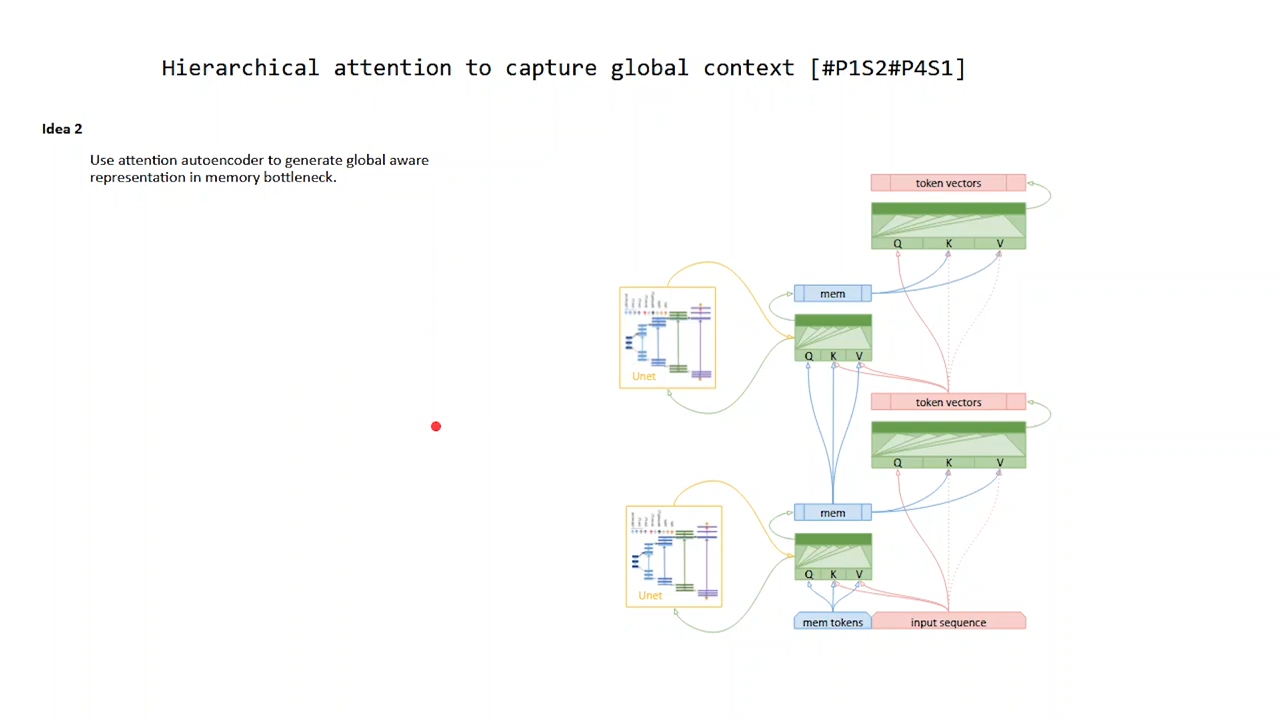 Hierarchical attention to capture global context [#P1S2#P4S1]
Idea 2
Use attention autoencoder to generate global aware
representation in memory bottleneck.
token vectors
Q K V
mem
Q K V
Unet
token vectors
Q K V
mem
Q K V
Unet
mem tokens
input sequence